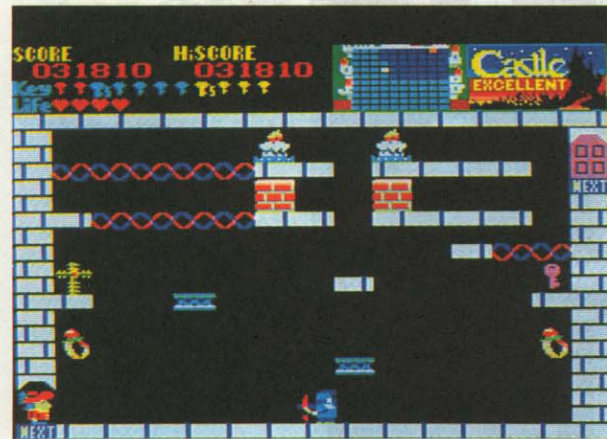 SCORE HiSCORE
031810 031810
Key
Life
Castle
EXCELLENT
NEXT
NEXT